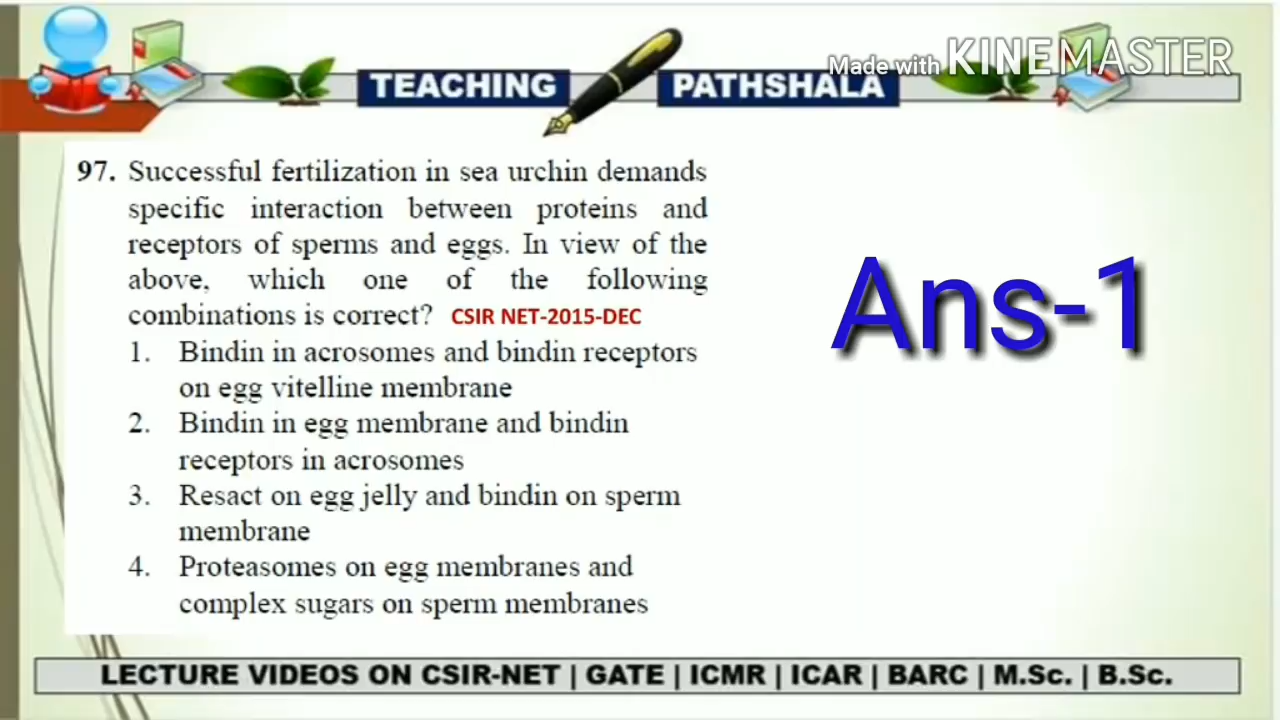 Made with KINEMASTER
TEACHING PATHSHALA
97. Successful fertilization in sea urchin demands
specific interaction between proteins and
receptors of sperms and eggs. In view of the
above, which one of the following
combinations is correct? CSIR NET-2015-DEC
1. Bindin in acrosomes and bindin receptors
on egg vitelline membrane
2. Bindin in egg membrane and bindin
receptors in acrosomes
3. Resact on egg jelly and bindin on sperm
membrane
4. Proteasomes on egg membranes and
complex sugars on sperm membranes
Ans-1
LECTURE VIDEOS ON CSIR-NET | GATE | ICMR | ICAR | BARC | M.Sc. | B.Sc.